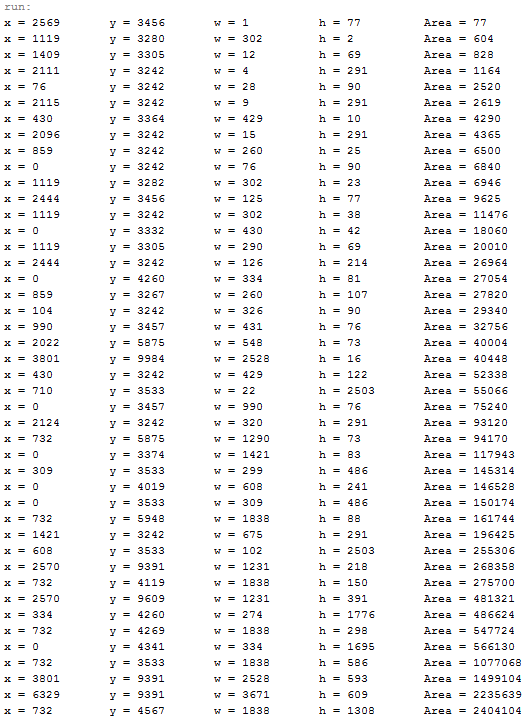 run:
x = 2569 y = 3456 w = 1 h = 77 Area = 77
x = 1119 y = 3280 w = 302 h = 2 Area = 604
x = 1409 y = 3305 w = 12 h = 69 Area = 828
x = 2111 y = 3242 w = 4 h = 291 Area = 1164
x = 76 y = 3242 w = 28 h = 90 Area = 2520
x = 2115 y = 3242 w = 9 h = 291 Area = 2619
x = 430 y = 3364 w = 429 h = 10 Area = 4290
x = 2096 y = 3242 w = 15 h = 291 Area = 4365
x = 859 y = 3242 w = 260 h = 25 Area = 6500
x = 0 y = 3242 w = 76 h = 90 Area = 6840
x = 1119 y = 3282 w = 302 h = 23 Area = 6946
x = 2444 y = 3456 w = 125 h = 77 Area = 9625
x = 1119 y = 3242 w = 302 h = 38 Area = 11476
x = 0 y = 3332 w = 430 h = 42 Area = 18060
x = 1119 y = 3305 w = 290 h = 69 Area = 20010
x = 2444 y = 3242 w = 126 h = 214 Area = 26964
x = 0 y = 4260 w = 334 h = 81 Area = 27054
x = 859 y = 3267 w = 260 h = 107 Area = 27820
x = 104 y = 3242 w = 326 h = 90 Area = 29340
x = 990 y = 3457 w = 431 h = 76 Area = 32756
x = 2022 y = 5875 w = 548 h = 73 Area = 40004
x = 3801 y = 9984 w = 2528 h = 16 Area = 40448
x = 430 y = 3242 w = 429 h = 122 Area = 52338
x = 710 y = 3533 w = 22 h = 2503 Area = 55066
x = 0 y = 3457 w = 990 h = 76 Area = 75240
x = 2124 y = 3242 w = 320 h = 291 Area = 93120
x = 732 y = 5875 w = 1290 h = 73 Area = 94170
x = 0 y = 3374 w = 1421 h = 83 Area = 117943
x = 309 y = 3533 w = 299 h = 486 Area = 145314
x = 0 y = 4019 w = 608 h = 241 Area = 146528
x = 0 y = 3533 w = 309 h = 486 Area = 150174
x = 732 y = 5948 w = 1838 h = 88 Area = 161744
x = 1421 y = 3242 w = 675 h = 291 Area = 196425
x = 608 y = 3533 w = 102 h = 2503 Area = 255306
x = 2570 y = 9391 w = 1231 h = 218 Area = 268358
x = 732 y = 4119 w = 1838 h = 150 Area = 275700
x = 2570 y = 9609 w = 1231 h = 391 Area = 481321
x = 334 y = 4260 w = 274 h = 1776 Area = 486624
x = 732 y = 4269 w = 1838 h = 298 Area = 547724
x = 0 y = 4341 w = 334 h = 1695 Area = 566130
x = 732 y = 3533 w = 1838 h = 586 Area = 1077068
x = 3801 y = 9391 w = 2528 h = 593 Area = 1499104
x = 6329 y = 9391 w = 3671 h = 609 Area = 2235639
x = 732 y = 4567 w = 1838 h = 1308 Area = 2404104